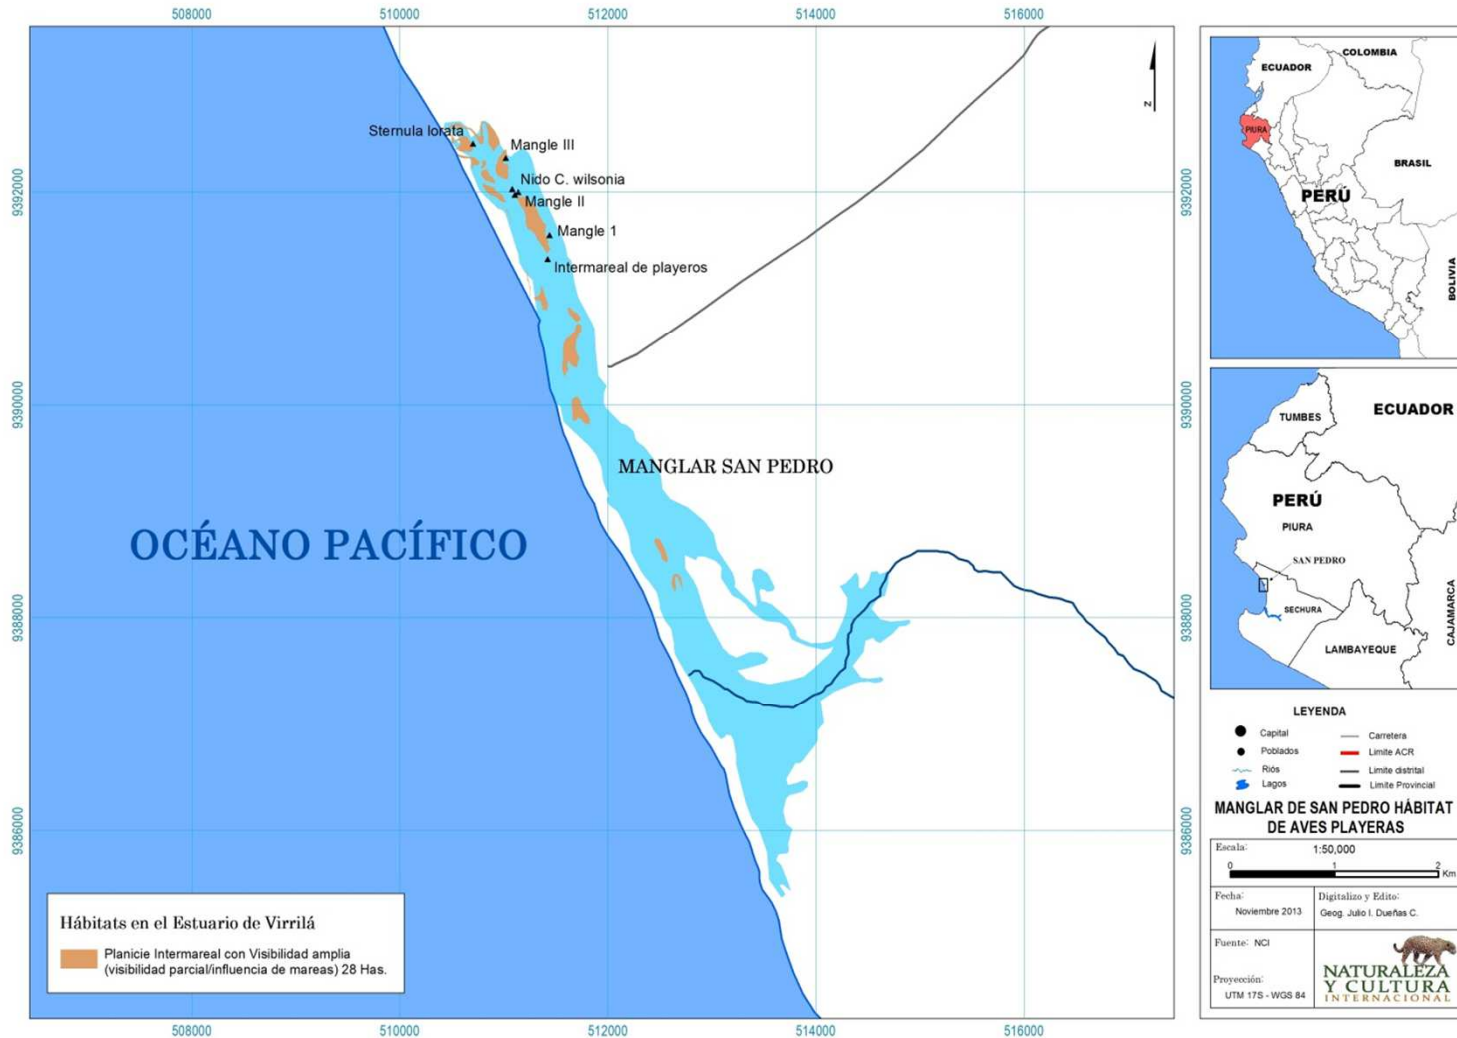 508000
510000
512000
514000
516000
9392000
9390000
9388000
9386000
9392000
9390000
9388000
9386000
508000
510000
512000
514000
516000
N
Sternula lorata
Mangle III
Nido C. wilsonia
Mangle II
Mangle 1
Intermareal de playeros
MANGLAR SAN PEDRO
OCÉANO PACÍFICO
Hábitats en el Estuario de Virrilá
Planicie Intermareal con Visibilidad amplia
(visibilidad parcial/influencia de mareas) 28 Has.
COLOMBIA
ECUADOR
PIURA
BRASIL
PERÚ
BOLIVIA
TUMBES
ECUADOR
PERÚ
PIURA
SAN PEDRO
SECHURA
LAMBAYEQUE
CAJAMARCA
LEYENDA
Capital
Poblados
Riós
Lagos
Carretera
Limite ACR
Limite distrital
Limite Provincial
MANGLAR DE SAN PEDRO HÁBITAT
DE AVES PLAYERAS
Escala: 1:50,000
0 1 2
Km
Fecha:
Noviembre 2013
Digitalizo y Edito:
Geog. Julio I. Dueñas C.
Fuente: NCI
Proyección:
UTM 17S - WGS 84
NATURALEZA
Y CULTURA
INTERNACIONAL